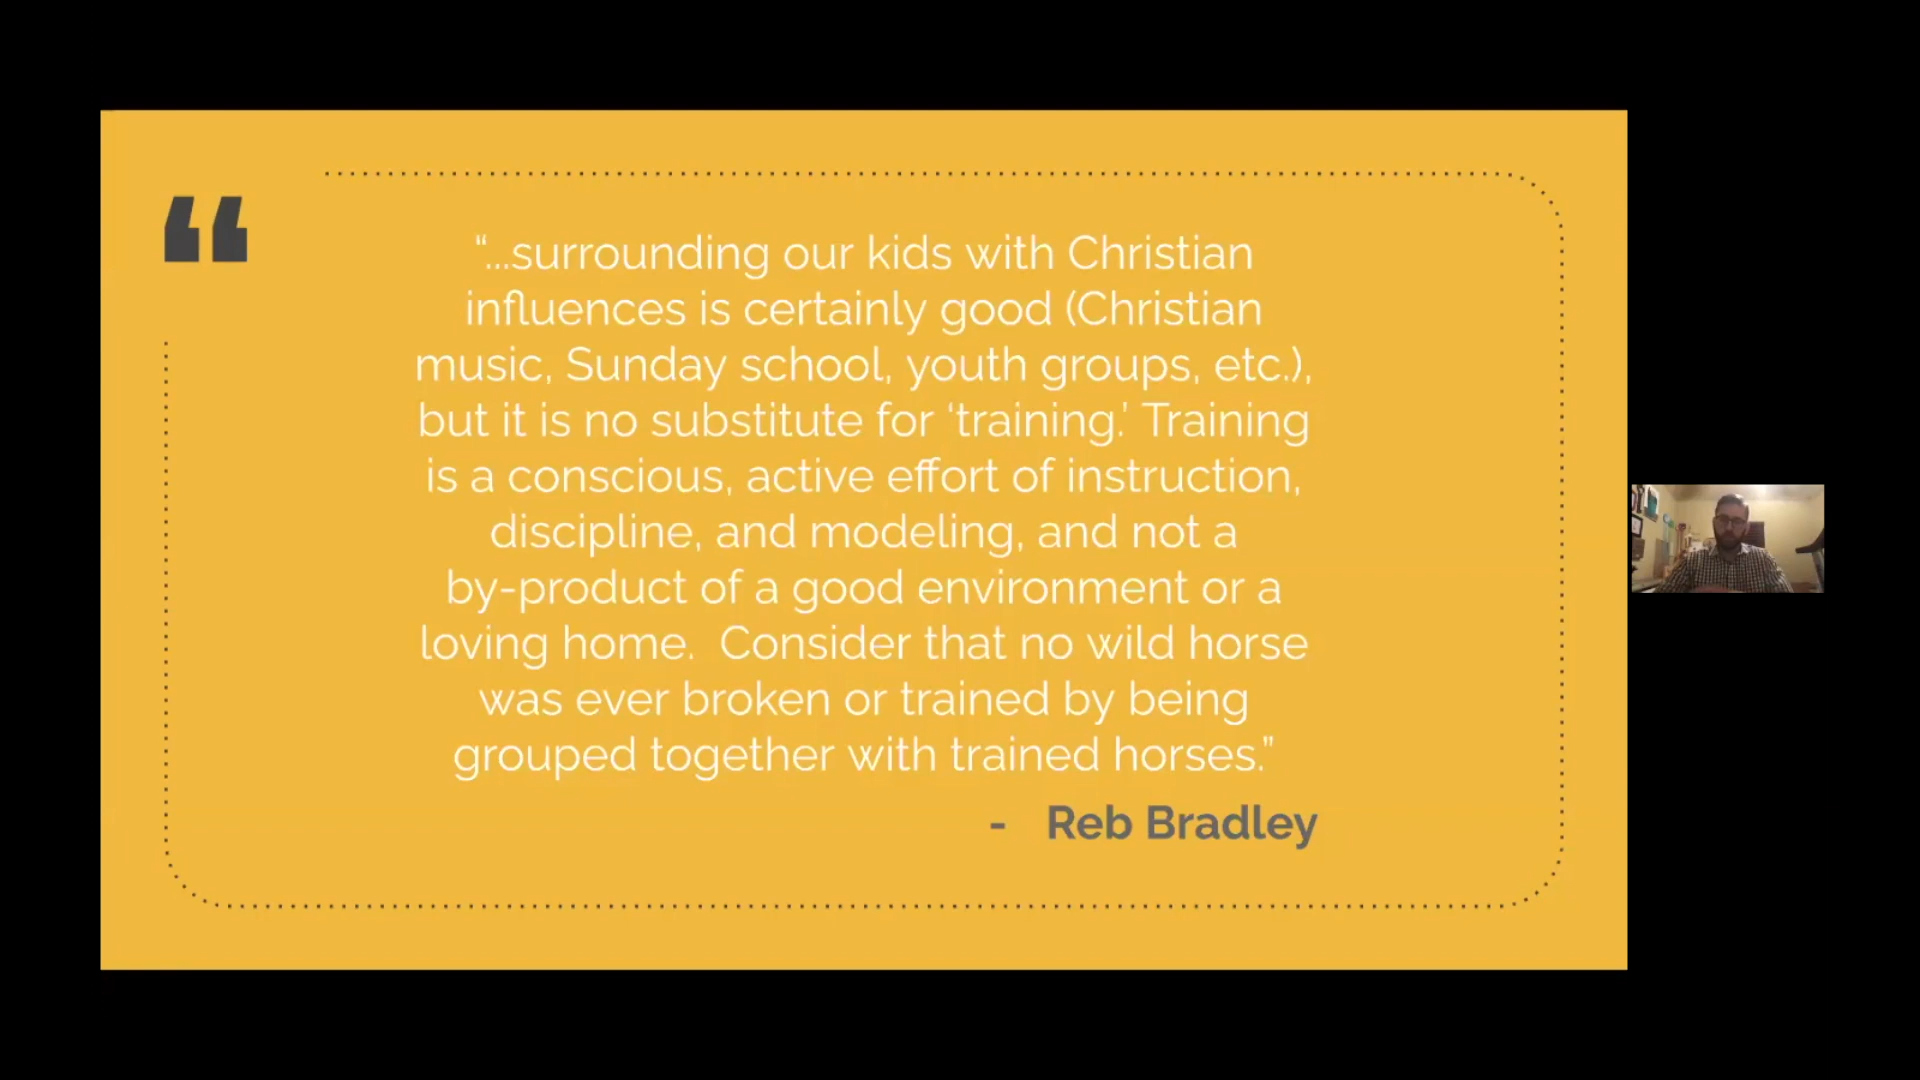 “
“...surrounding our kids with Christian
influences is certainly good (Christian
music, Sunday school, youth groups, etc.),
but it is no substitute for ‘training.’ Training
is a conscious, active effort of instruction,
discipline, and modeling, and not a
by-product of a good environment or a
loving home.  Consider that no wild horse
was ever broken or trained by being
grouped together with trained horses.”
- Reb Bradley